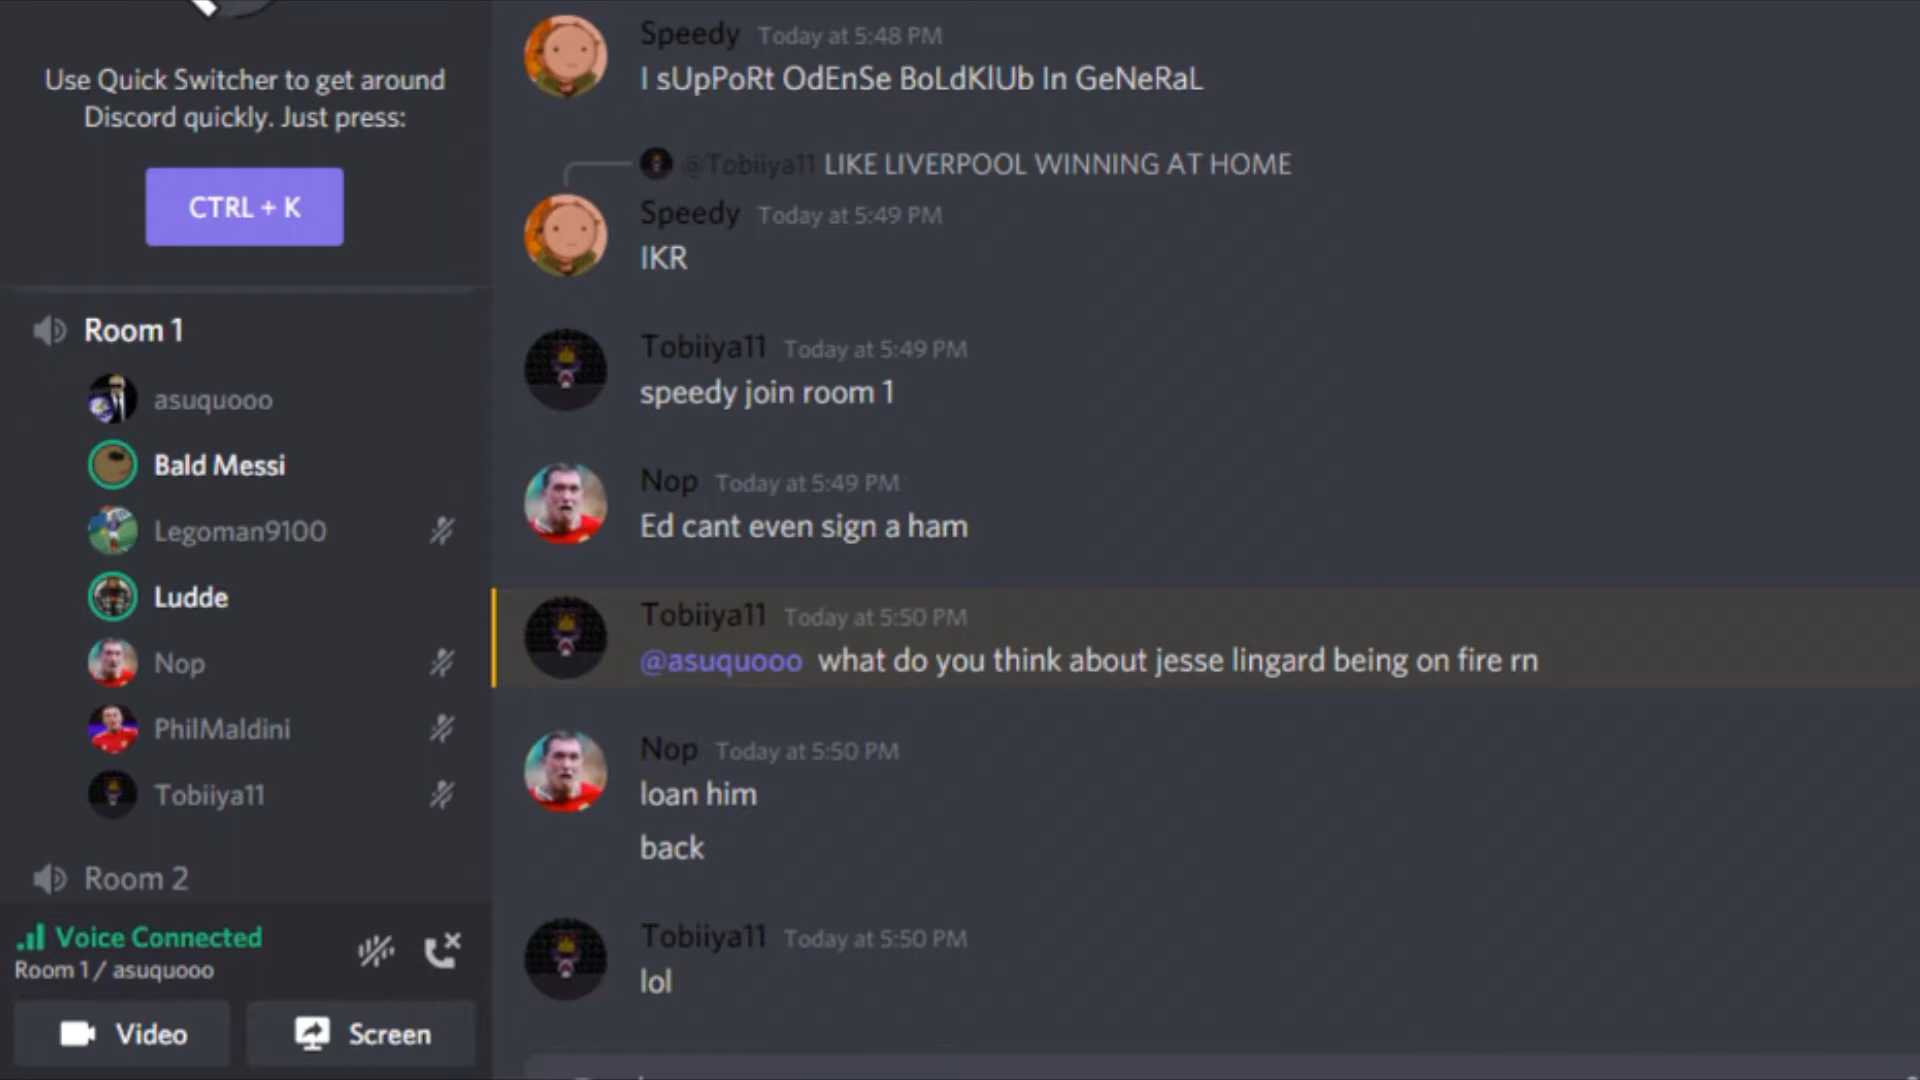 Use Quick Switcher to get around
Discord quickly. Just press:
CTRL + K
Room 1
asuquooo
Bald Messi
Legoman9100
Ludde
Nop
PhilMaldini
Tobiiya11
Room 2
Voice Connected
Room 1 / asuquooo
Video
Screen
Speedy Today at 5:48 PM
I sUpPoRt OdEnSe BoLdKlUb In GeNeRaL
@Tobiiya11 LIKE LIVERPOOL WINNING AT HOME
Speedy Today at 5:49 PM
IKR
Tobiiya11 Today at 5:49 PM
speedy join room 1
Nop Today at 5:49 PM
Ed cant even sign a ham
Tobiiya11 Today at 5:50 PM
@asuquooo what do you think about jesse lingard being on fire rn
Nop Today at 5:50 PM
loan him
back
Tobiiya11 Today at 5:50 PM
lol